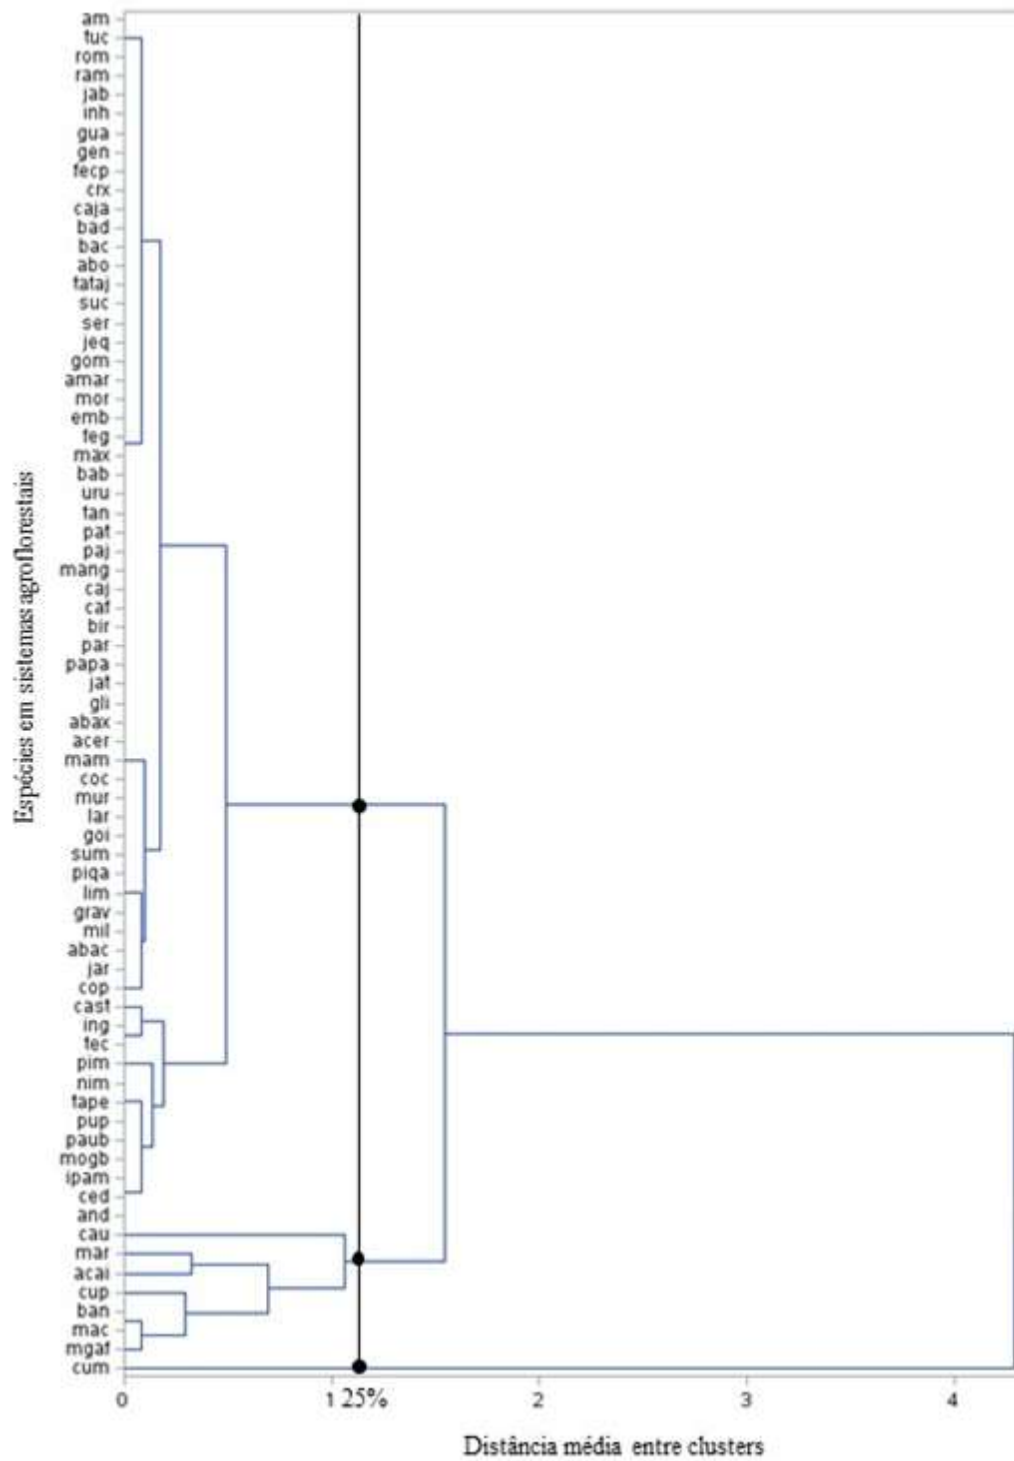 am
tuc
rom
ram
jab
inh
gua
gen
fecp
crx
caja
bad
bac
abo
tataj
suc
ser
jeq
gom
amar
mor
emb
feg
max
bab
uru
tan
pat
paj
mang
caj
caf
bir
par
papa
jat
gli
abax
acer
mam
coc
mur
lar
goi
sum
piqa
lim
grav
mil
abac
jar
cop
cast
ing
tec
pim
nim
tape
pup
paub
mogb
ipam
ced
and
cau
mar
acai
cup
ban
mac
mgaf
cum
Espécies em sistemas agroflorestais
0 1 25% 2 3 4
Distância média entre clusters